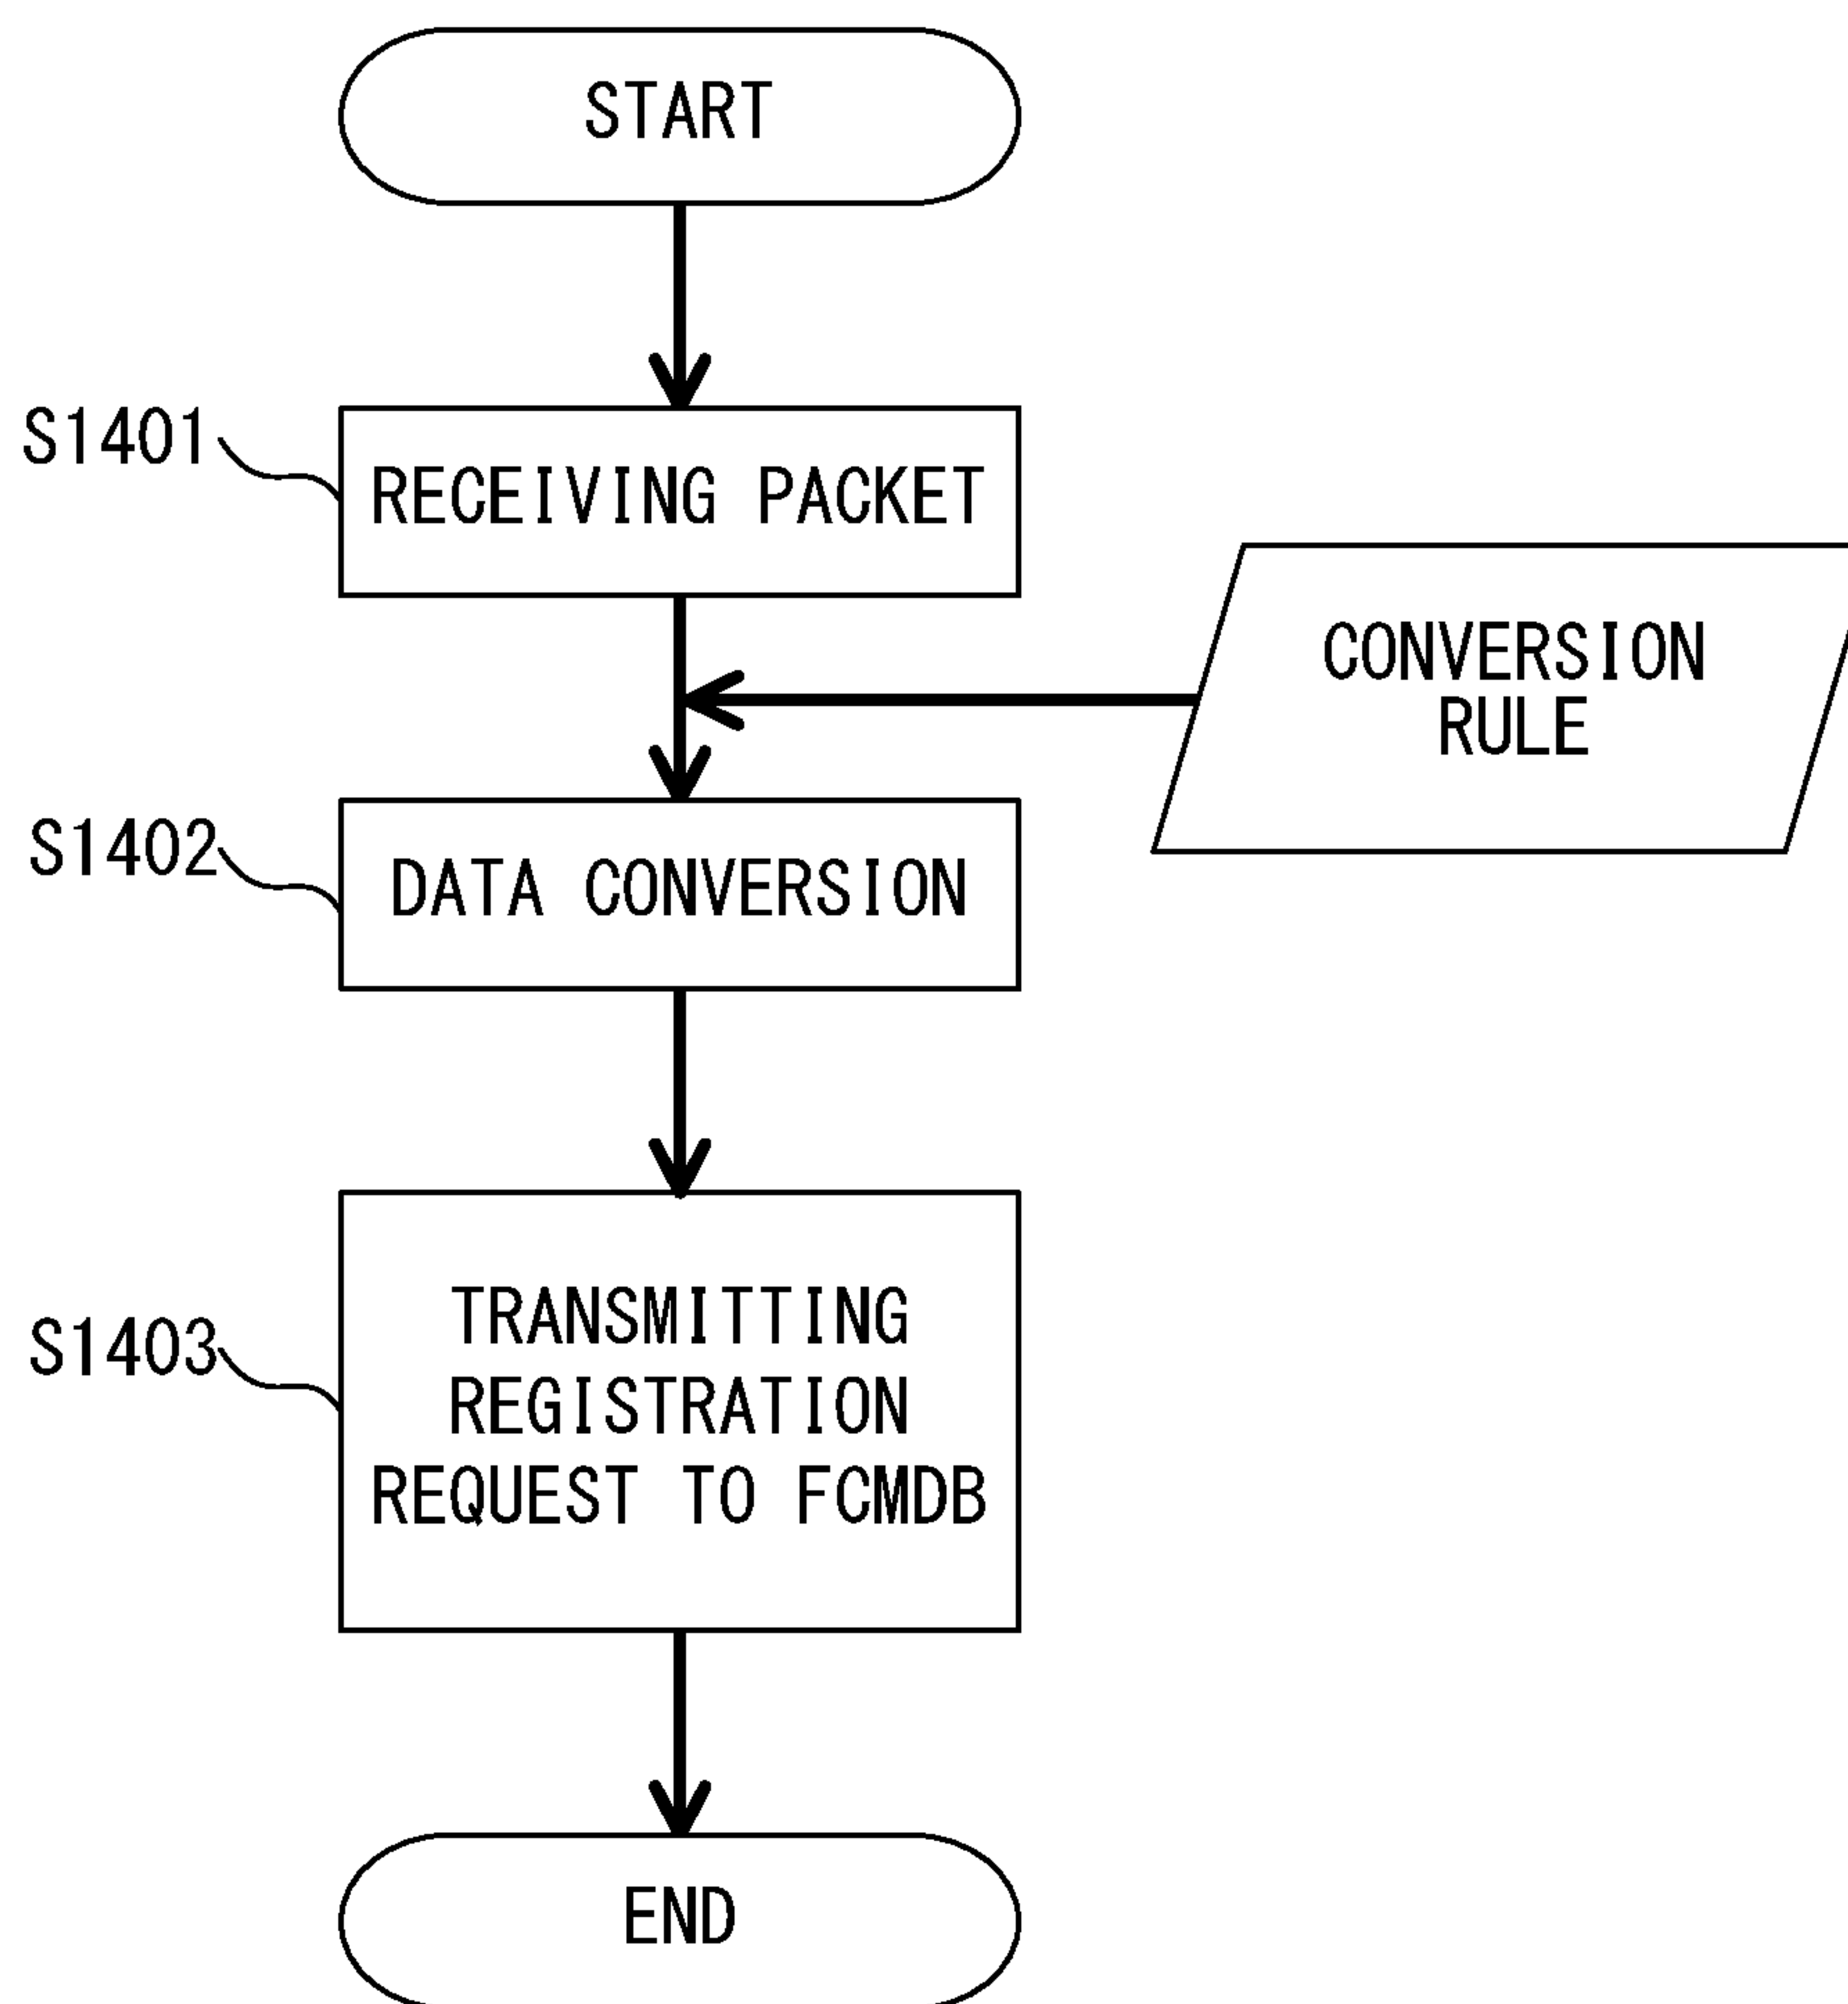 START
S1401
RECEIVING PACKET
CONVERSION
RULE
S1402
DATA CONVERSION
S1403
TRANSMITTING
REGISTRATION
REQUEST TO FCMDB
END